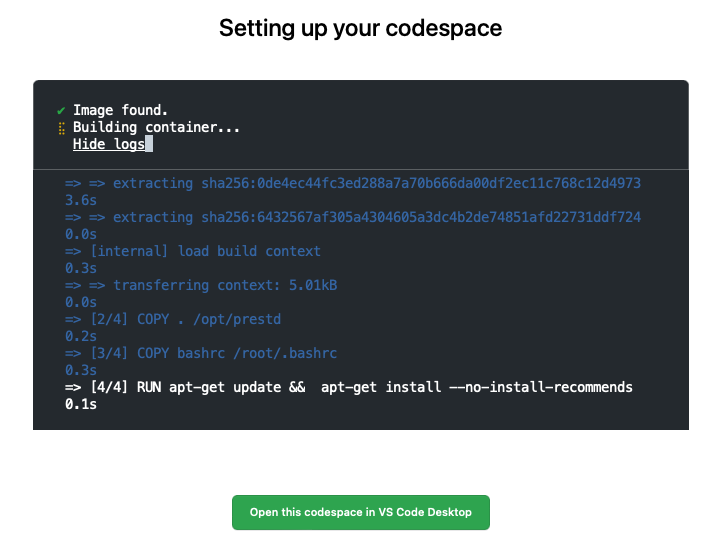 Setting up your codespace
✔ Image found.
⣾ Building container...
Hide logs
=> => extracting sha256:0de4ec44fc3ed288a7a70b666da00df2ec11c768c12d4973
3.6s
=> => extracting sha256:6432567af305a4304605a3dc4b2de74851afd22731ddf724
0.0s
=> [internal] load build context
0.3s
=> => transferring context: 5.01kB
0.0s
=> [2/4] COPY . /opt/prestd
0.2s
=> [3/4] COPY bashrc /root/.bashrc
0.3s
=> [4/4] RUN apt-get update &&  apt-get install --no-install-recommends
0.1s
Open this codespace in VS Code Desktop